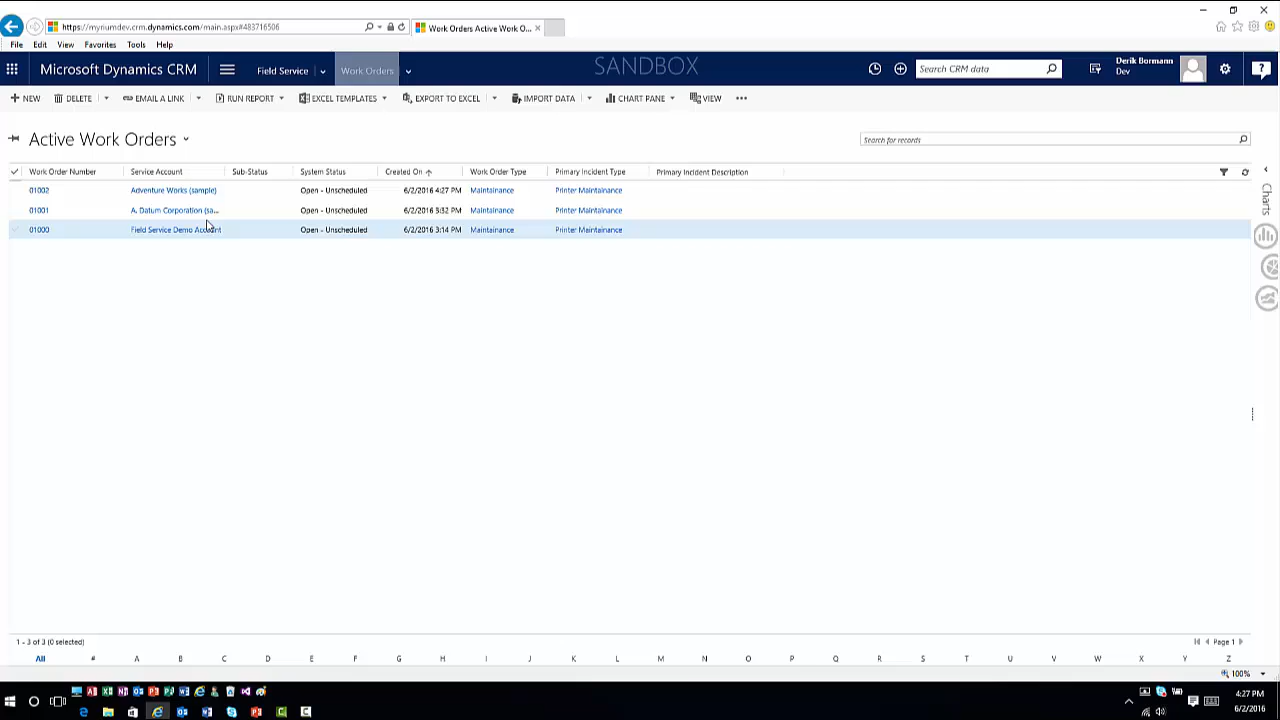 https://myriumdev.crm.dynamics.com/main.aspx#483716506
Work Orders Active Work O...
File Edit View Favorites Tools Help
Microsoft Dynamics CRM
Field Service
Work Orders
SANDBOX
Search CRM data
Derik Bormann
Dev
?
NEW
DELETE
EMAIL A LINK
RUN REPORT
EXCEL TEMPLATES
EXPORT TO EXCEL
IMPORT DATA
CHART PANE
VIEW
Active Work Orders
Search for records
Work Order Number Service Account Sub-Status System Status Created On Work Order Type Primary Incident Type Primary Incident Description
01002 Adventure Works (sample) Open - Unscheduled 6/2/2016 4:27 PM Maintainance Printer Maintainance
01001 A. Datum Corporation (sa... Open - Unscheduled 6/2/2016 3:32 PM Maintainance Printer Maintainance
01000 Field Service Demo Account Open - Unscheduled 6/2/2016 3:14 PM Maintainance Printer Maintainance
Charts
1 - 3 of 3 (0 selected)
Page 1
All # A B C D E F G H I J K L M N O P Q R S T U V W X Y Z
100%
4:27 PM
6/2/2016